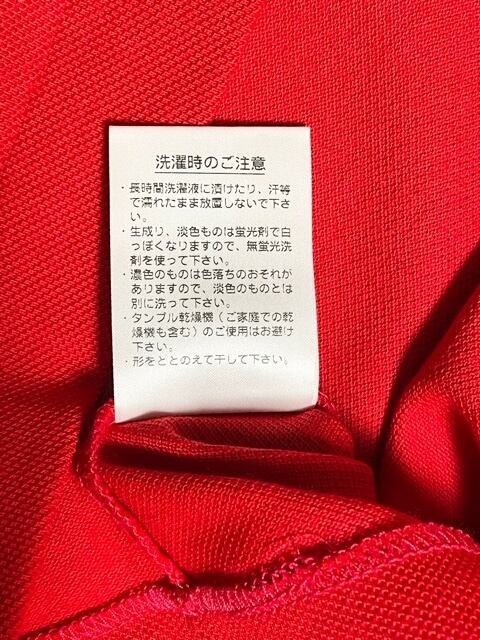 洗濯時のご注意
・長時間洗濯液に漬けたり、汗等
で濡れたまま放置しないで下さ
い。
・生成り、淡色ものは蛍光剤で白
っぽくなりますので、無蛍光洗
剤を使って下さい。
・濃色のものは色落ちのおそれが
ありますので、淡色のものとは
別に洗って下さい。
・タンブル乾燥機（ご家庭での乾
燥機も含む）のご使用はお避け
下さい。
・形をととのえて干して下さい。